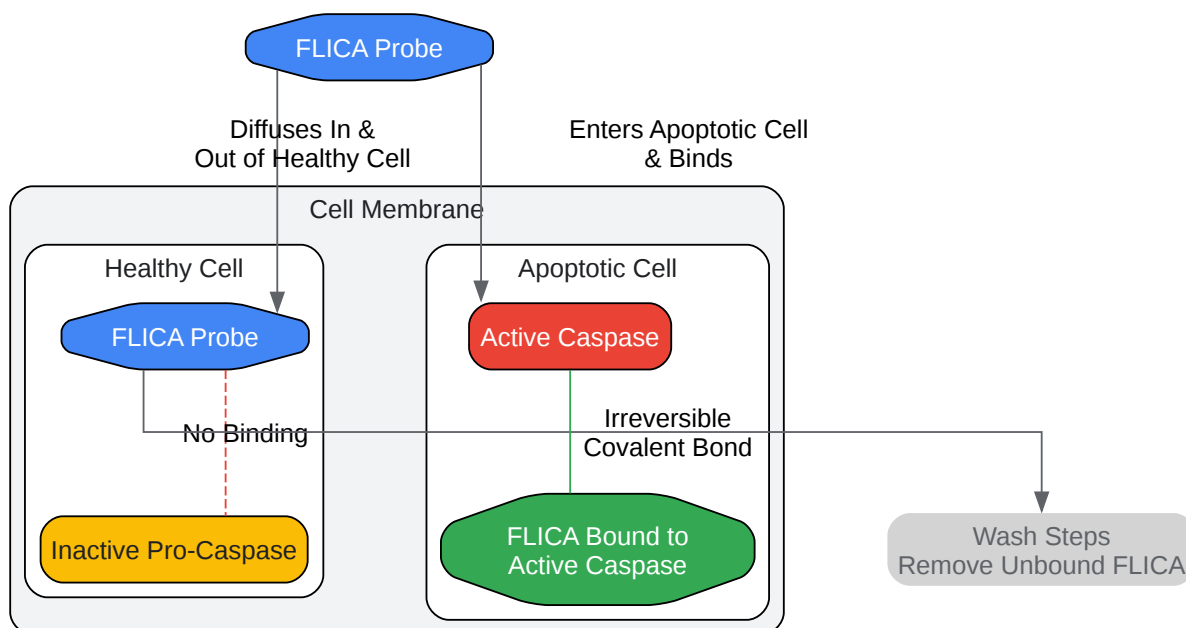 FLICA Probe
Diffuses In &
Out of Healthy Cell
Enters Apoptotic Cell
& Binds
Cell Membrane
Healthy Cell
Apoptotic Cell
FLICA Probe
Active Caspase
No Binding
Irreversible
Covalent Bond
Inactive Pro-Caspase
FLICA Bound to
Active Caspase
Wash Steps
Remove Unbound FLICA